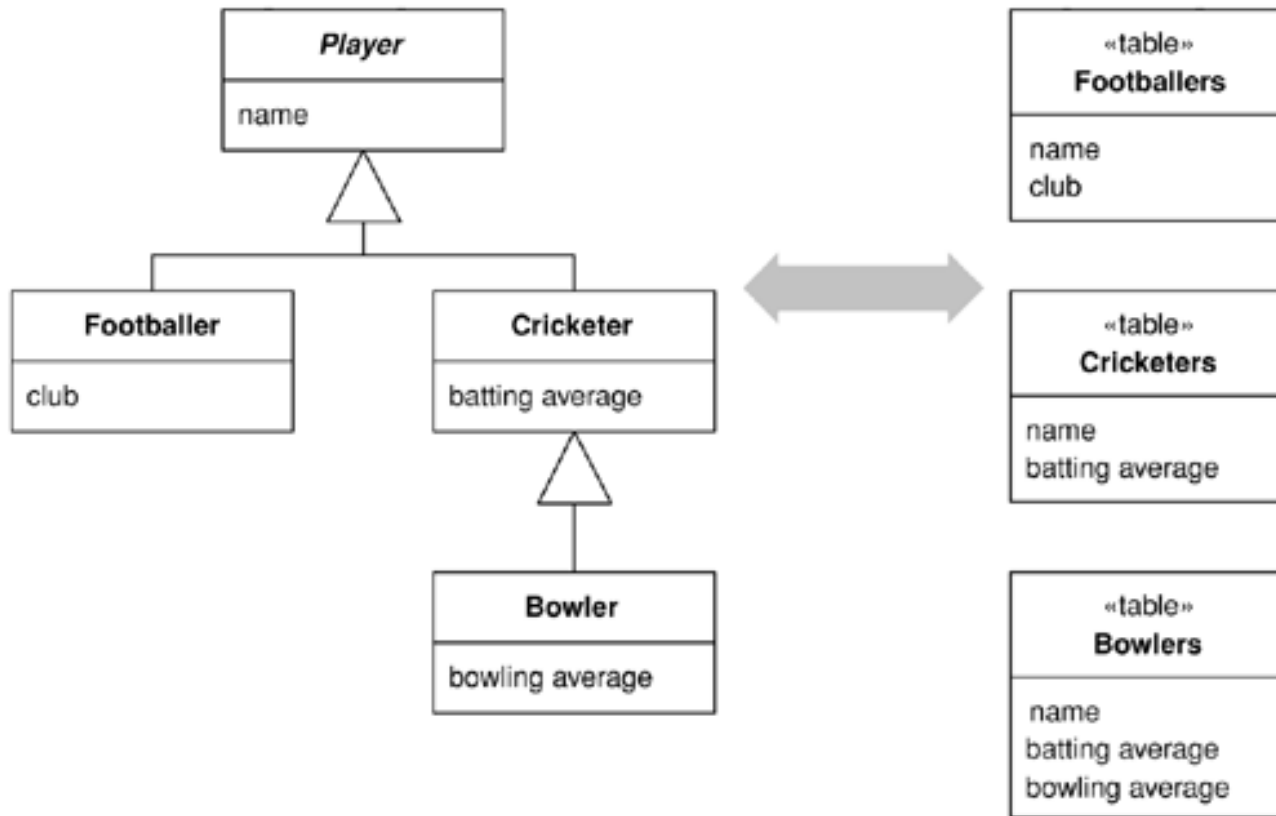 Player
name
Footballer
club
Cricketer
batting average
Bowler
bowling average
«table»
Footballers
name
club
«table»
Cricketers
name
batting average
«table»
Bowlers
name
batting average
bowling average